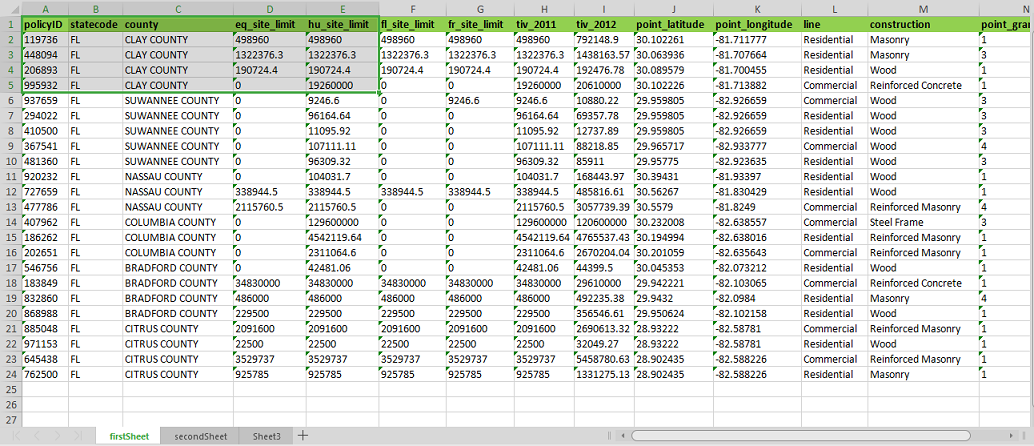 A B C D E F G H I J K L M N
1 policyID statecode county eq_site_limit hu_site_limit fl_site_limit fr_site_limit tiv_2011 tiv_2012 point_latitude point_longitude line construction point_gran
2 119736 FL CLAY COUNTY 498960 498960 498960 498960 498960 792148.9 30.102261 -81.711777 Residential Masonry 1
3 448094 FL CLAY COUNTY 1322376.3 1322376.3 1322376.3 1322376.3 1322376.3 1438163.57 30.063936 -81.707664 Residential Masonry 3
4 206893 FL CLAY COUNTY 190724.4 190724.4 190724.4 190724.4 190724.4 192476.78 30.089579 -81.700455 Residential Wood 1
5 995932 FL CLAY COUNTY 0 19260000 0 0 19260000 20610000 30.102226 -81.713882 Commercial Reinforced Concrete 1
6 937659 FL SUWANNEE COUNTY 0 9246.6 0 9246.6 9246.6 10880.22 29.959805 -82.926659 Commercial Wood 3
7 294022 FL SUWANNEE COUNTY 0 96164.64 0 0 96164.64 69357.78 29.959805 -82.926659 Residential Wood 3
8 410500 FL SUWANNEE COUNTY 0 11095.92 0 0 11095.92 12737.89 29.959805 -82.926659 Residential Wood 3
9 367541 FL SUWANNEE COUNTY 0 107111.11 0 0 107111.11 88218.85 29.965717 -82.933777 Commercial Wood 4
10 481360 FL SUWANNEE COUNTY 0 96309.32 0 0 96309.32 85911 29.95775 -82.923635 Residential Wood 3
11 920232 FL NASSAU COUNTY 0 104031.7 0 0 104031.7 168443.97 30.39431 -81.93397 Residential Wood 1
12 727659 FL NASSAU COUNTY 338944.5 338944.5 338944.5 338944.5 338944.5 485816.61 30.56267 -81.830429 Residential Wood 1
13 477786 FL NASSAU COUNTY 2115760.5 2115760.5 0 0 2115760.5 3057739.39 30.5579 -81.8249 Commercial Reinforced Masonry 4
14 407962 FL COLUMBIA COUNTY 0 129600000 0 0 129600000 120600000 30.232008 -82.638557 Commercial Steel Frame 3
15 186262 FL COLUMBIA COUNTY 0 4542119.64 0 0 4542119.64 4765537.43 30.194994 -82.638016 Residential Reinforced Masonry 1
16 202651 FL COLUMBIA COUNTY 0 2311064.6 0 0 2311064.6 2670204.04 30.201059 -82.635643 Commercial Reinforced Masonry 1
17 546756 FL BRADFORD COUNTY 0 42481.06 0 0 42481.06 44399.5 30.045353 -82.073212 Residential Wood 1
18 183849 FL BRADFORD COUNTY 34830000 34830000 34830000 34830000 34830000 29610000 29.942221 -82.103065 Commercial Reinforced Concrete 1
19 832860 FL BRADFORD COUNTY 486000 486000 486000 486000 486000 492235.38 29.9432 -82.0984 Residential Masonry 4
20 868988 FL BRADFORD COUNTY 229500 229500 229500 229500 229500 356546.61 29.950624 -82.102158 Residential Wood 1
21 885048 FL CITRUS COUNTY 2091600 2091600 2091600 2091600 2091600 2690613.32 28.93222 -82.58781 Commercial Reinforced Masonry 1
22 971153 FL CITRUS COUNTY 22500 22500 22500 22500 22500 32049.27 28.93222 -82.58781 Residential Wood 1
23 645438 FL CITRUS COUNTY 3529737 3529737 3529737 3529737 3529737 5458780.63 28.902435 -82.588226 Commercial Reinforced Masonry 1
24 762500 FL CITRUS COUNTY 925785 925785 925785 925785 925785 1331275.13 28.902435 -82.588226 Residential Masonry 1
25
26
27
firstSheet secondSheet Sheet3